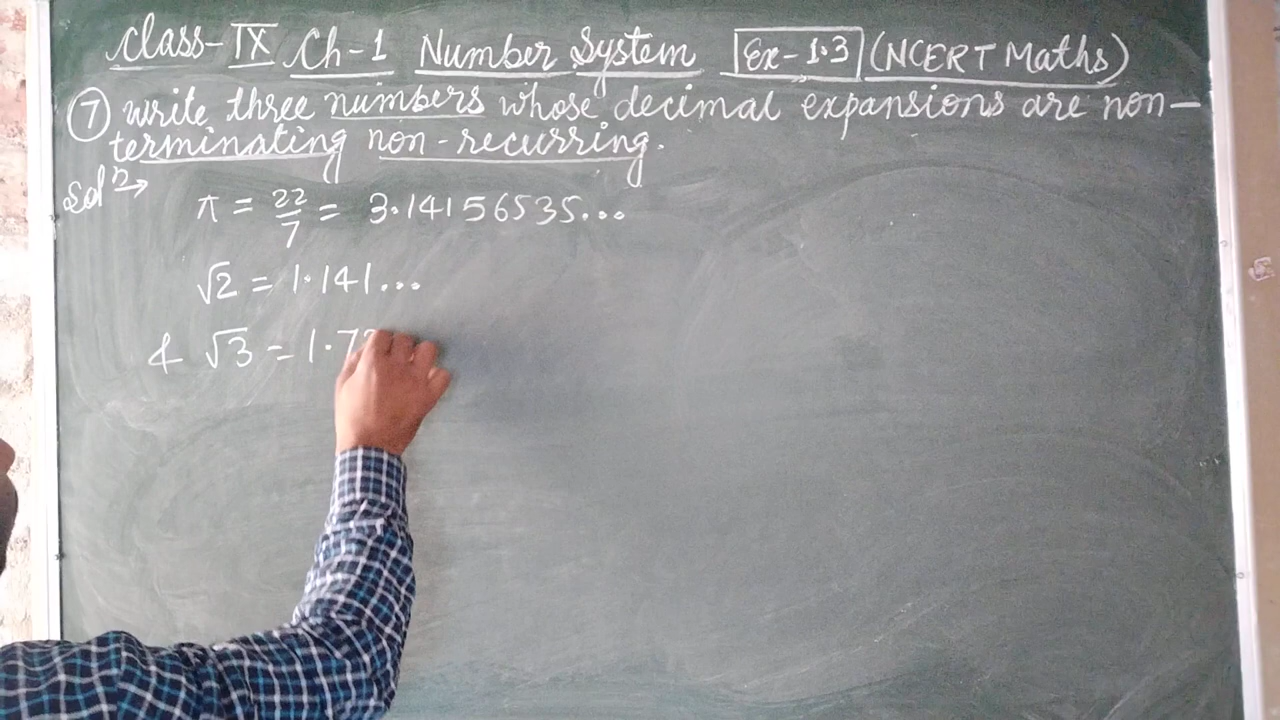 Class-IX Ch-1 Number System Ex-1.3 (NCERT Maths)
7 write three numbers whose decimal expansions are non-
terminating non-recurring.
Solⁿ→
π = 22/7 = 3.14156535...
√2 = 1.141...
& √3 = 1.73